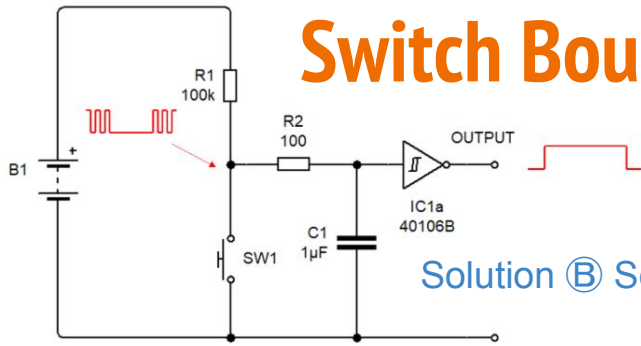 Switch Bou
R1
100k
R2
100
OUTPUT
+
B1
IC1a
40106B
C1
1µF
SW1
Solution Ⓑ S